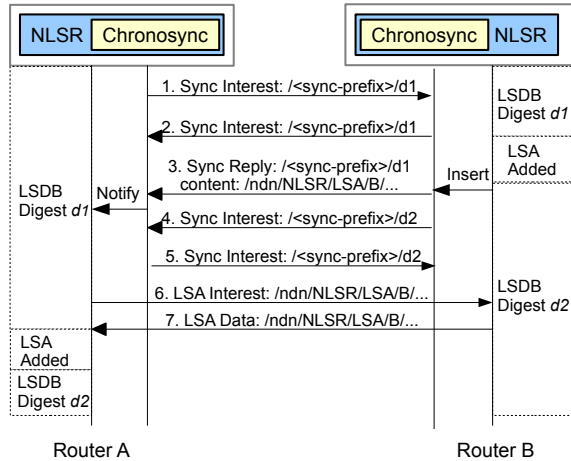 NLSR Chronosync
Chronosync NLSR
1. Sync Interest: /<sync-prefix>/d1
LSDB
Digest d1
2. Sync Interest: /<sync-prefix>/d1
LSA
Added
3. Sync Reply: /<sync-prefix>/d1
content: /ndn/NLSR/LSA/B/...
Insert
Notify
LSDB
Digest d1
4. Sync Interest: /<sync-prefix>/d2
5. Sync Interest: /<sync-prefix>/d2
LSDB
Digest d2
6. LSA Interest: /ndn/NLSR/LSA/B/...
7. LSA Data: /ndn/NLSR/LSA/B/...
LSA
Added
LSDB
Digest d2
Router A
Router B